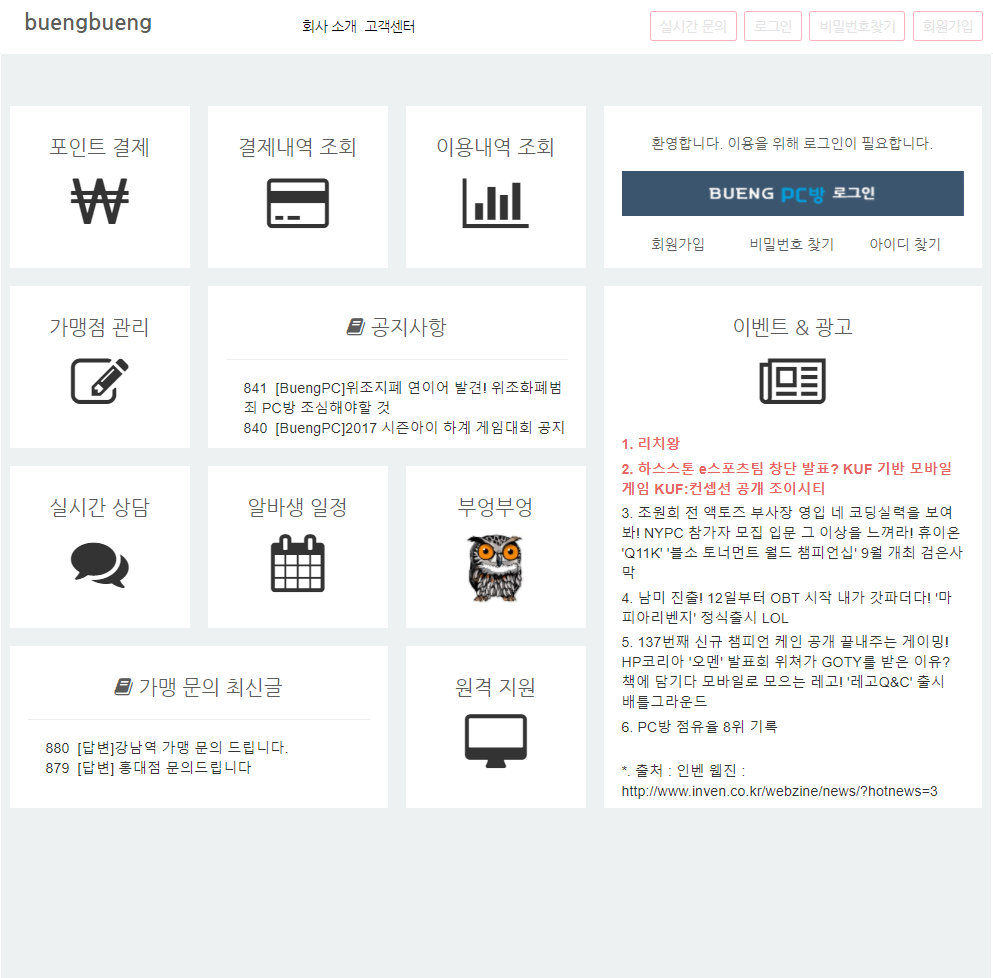 buengbueng
회사 소개 고객센터
실시간 문의 로그인 비밀번호찾기 회원가입
포인트 결제
결제내역 조회
이용내역 조회
환영합니다. 이용을 위해 로그인이 필요합니다.
BUENG PC방 로그인
회원가입 비밀번호 찾기 아이디 찾기
가맹점 관리
공지사항
841 [BuengPC]위조지폐 연이어 발견! 위조화폐범
죄 PC방 조심해야할 것
840 [BuengPC]2017 시즌아이 하계 게임대회 공지
이벤트 & 광고
1. 리치왕
2. 하스스톤 e스포츠팀 창단 발표? KUF 기반 모바일
게임 KUF:컨셉션 공개 조이시티
3. 조원희 전 액토즈 부사장 영입 네 코딩실력을 보여
봐! NYPC 참가자 모집 입문 그 이상을 느껴라! 휴이온
'Q11K' '블소 토너먼트 월드 챔피언십' 9월 개최 검은사
막
4. 남미 진출! 12일부터 OBT 시작 내가 갓파더다! '마
피아리벤지' 정식출시 LOL
5. 137번째 신규 챔피언 케인 공개 끝내주는 게이밍!
HP코리아 '오멘' 발표회 위쳐가 GOTY를 받은 이유?
책에 담기다 모바일로 모으는 레고! '레고Q&C' 출시
배틀그라운드
6. PC방 점유율 8위 기록
*. 출처 : 인벤 웹진 :
http://www.inven.co.kr/webzine/news/?hotnews=3
실시간 상담
알바생 일정
부엉부엉
가맹 문의 최신글
880 [답변]강남역 가맹 문의 드립니다.
879 [답변] 홍대점 문의드립니다
원격 지원